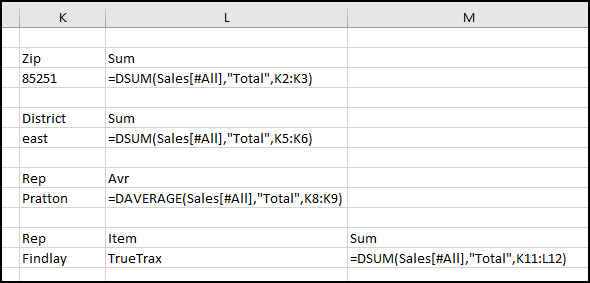 K L M
Zip Sum
85251 =DSUM(Sales[#All],"Total",K2:K3)
District Sum
east =DSUM(Sales[#All],"Total",K5:K6)
Rep Avr
Pratton =DAVERAGE(Sales[#All],"Total",K8:K9)
Rep Item Sum
Findlay TrueTrax =DSUM(Sales[#All],"Total",K11:L12)